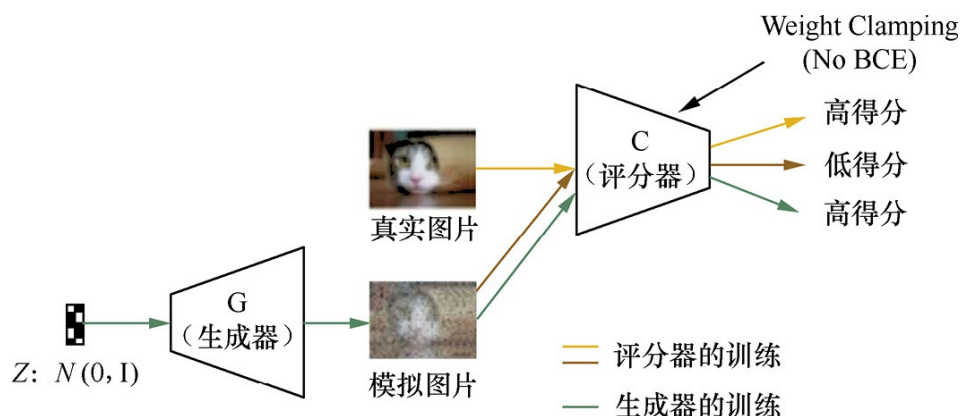 Weight Clamping
(No BCE)
高得分
C
(评分器)
低得分
高得分
真实图片
G
(生成器)
Z: N(0, I)
模拟图片
评分器的训练
生成器的训练